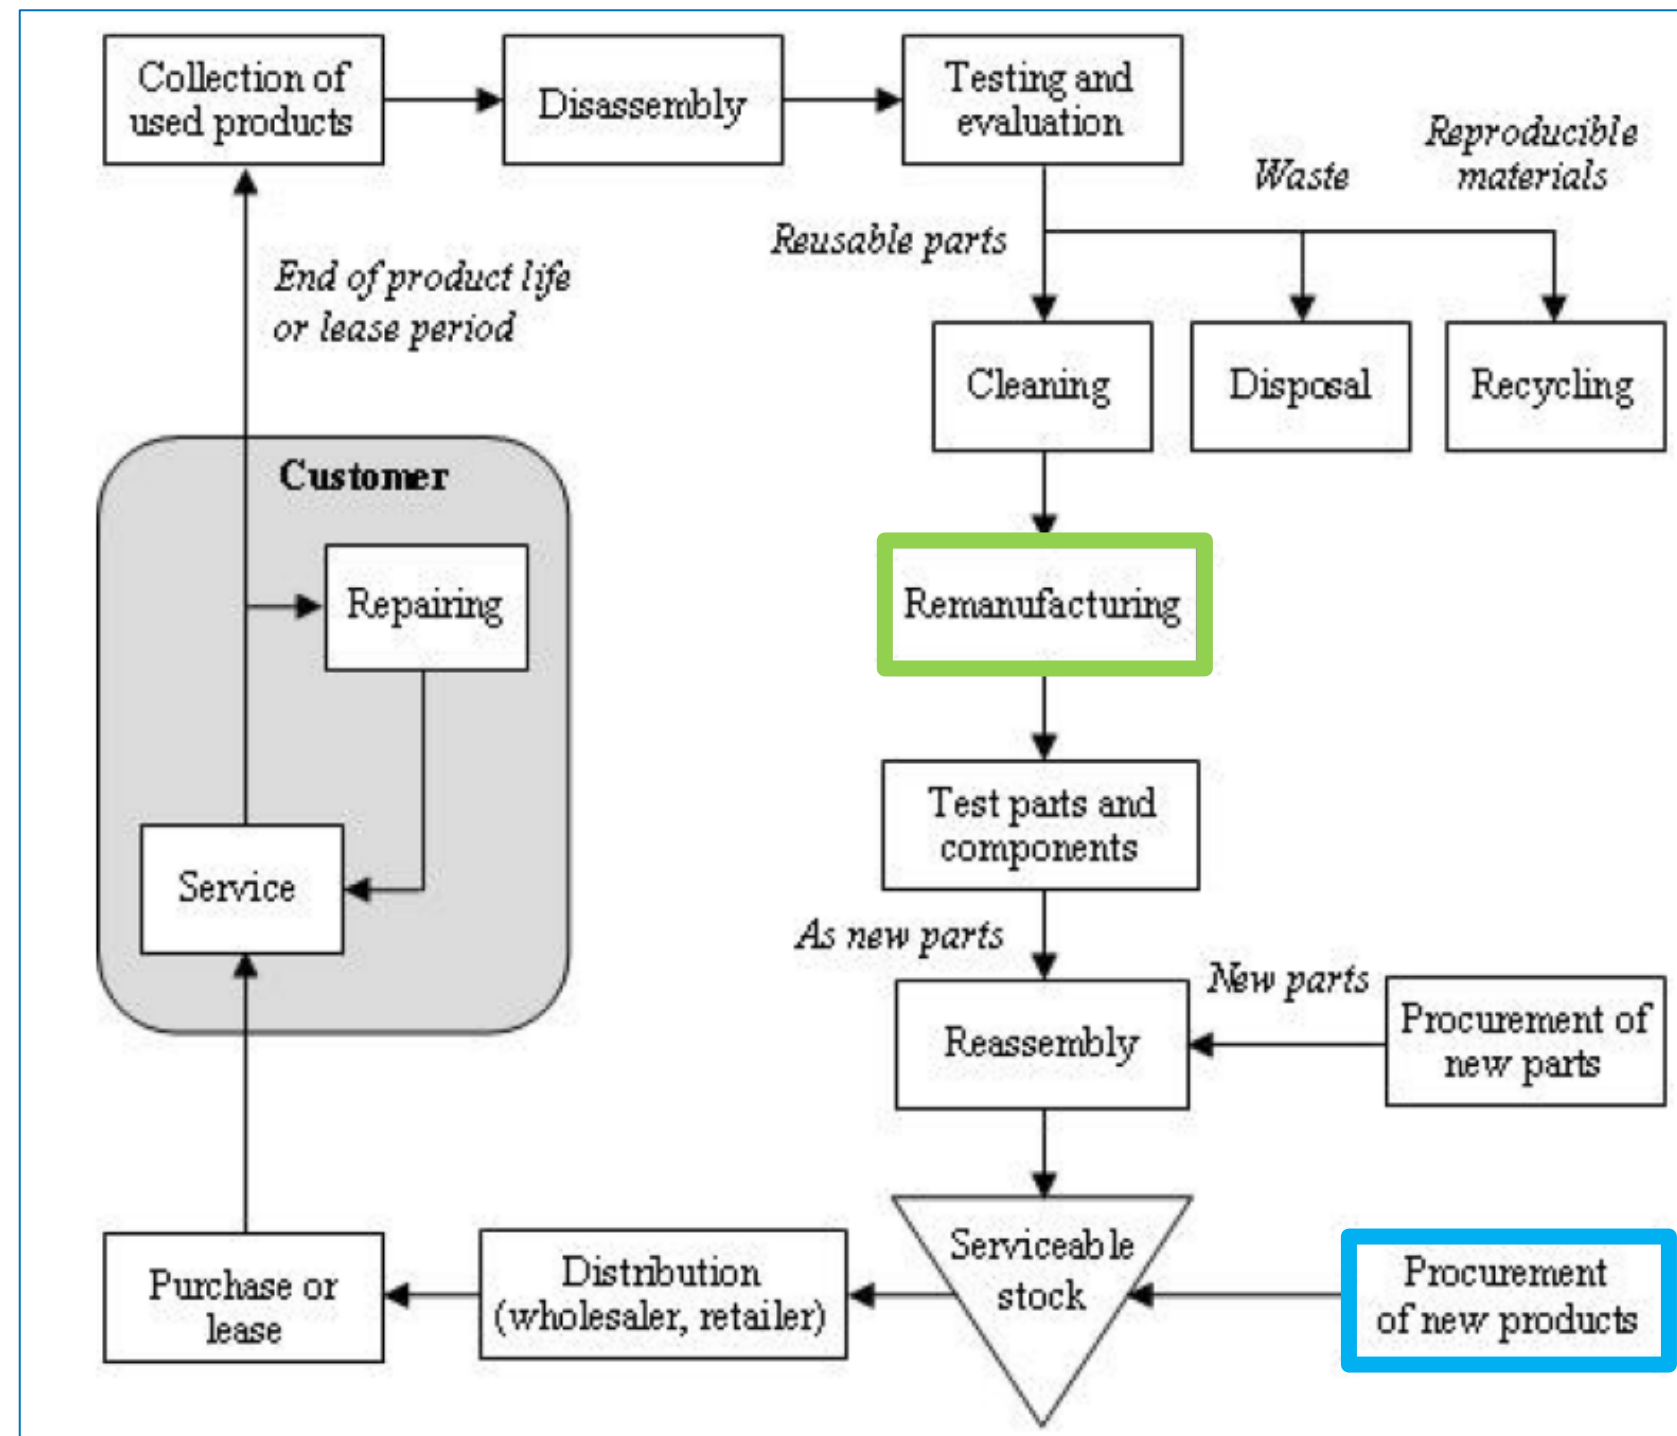 Collection of
used products
Disassembly
Testing and
evaluation
Reusable parts
Waste
Reproducible
materials
End of product life
or lease period
Cleaning
Disposal
Recycling
Customer
Repairing
Remanufacturing
Test parts and
components
Service
As new parts
New parts
Reassembly
Procurement of
new parts
Serviceable
stock
Procurement
of new products
Distribution
(wholesaler, retailer)
Purchase or
lease